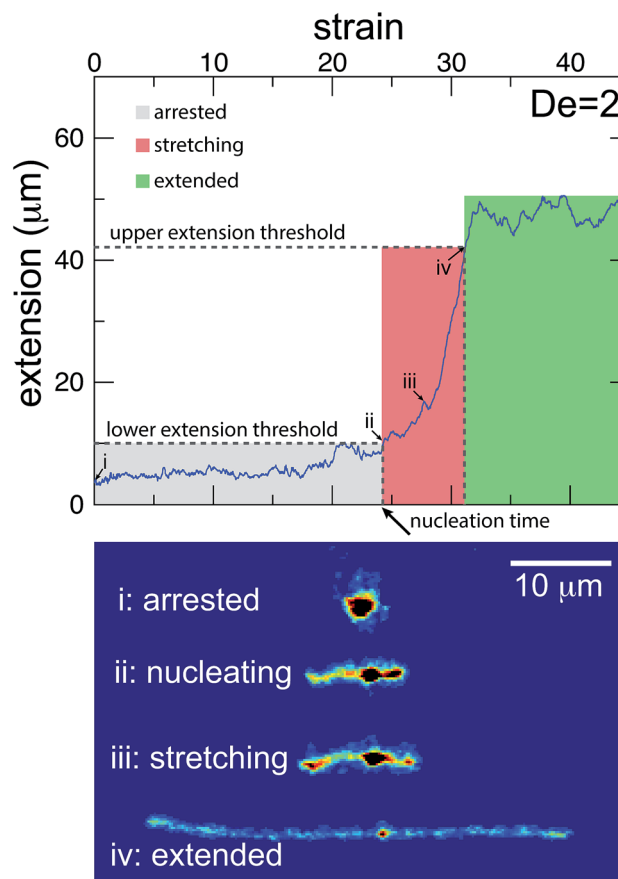 strain
0 10 20 30 40
De=2
arrested
stretching
extended
60
upper extension threshold
40
iv
extension (μm)
20
iii
ii
lower extension threshold
i
0
nucleation time
10 μm
i: arrested
ii: nucleating
iii: stretching
iv: extended